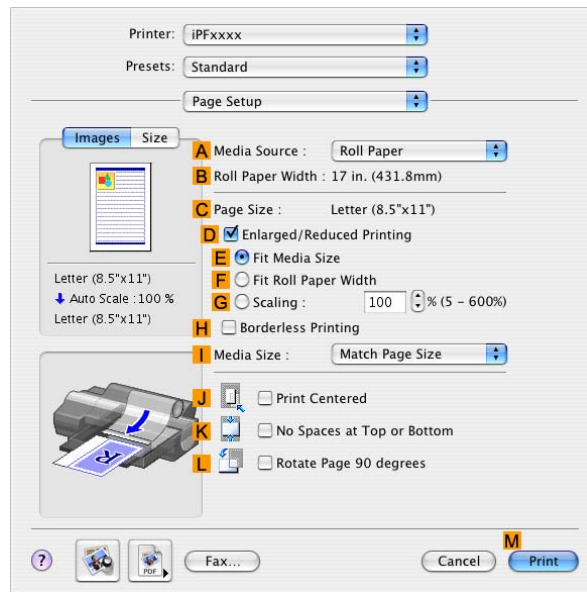 Printer: iPFxxxx
Presets: Standard
Page Setup
Images Size
Letter (8.5"x11")
Auto Scale :100 %
Letter (8.5"x11")
A Media Source : Roll Paper
B Roll Paper Width : 17 in. (431.8mm)
C Page Size : Letter (8.5"x11")
D Enlarged/Reduced Printing
E Fit Media Size
F Fit Roll Paper Width
G Scaling : 100 % (5 - 600%)
H Borderless Printing
I Media Size : Match Page Size
J Print Centered
K No Spaces at Top or Bottom
L Rotate Page 90 degrees
R
M
? PDF Fax... Cancel Print